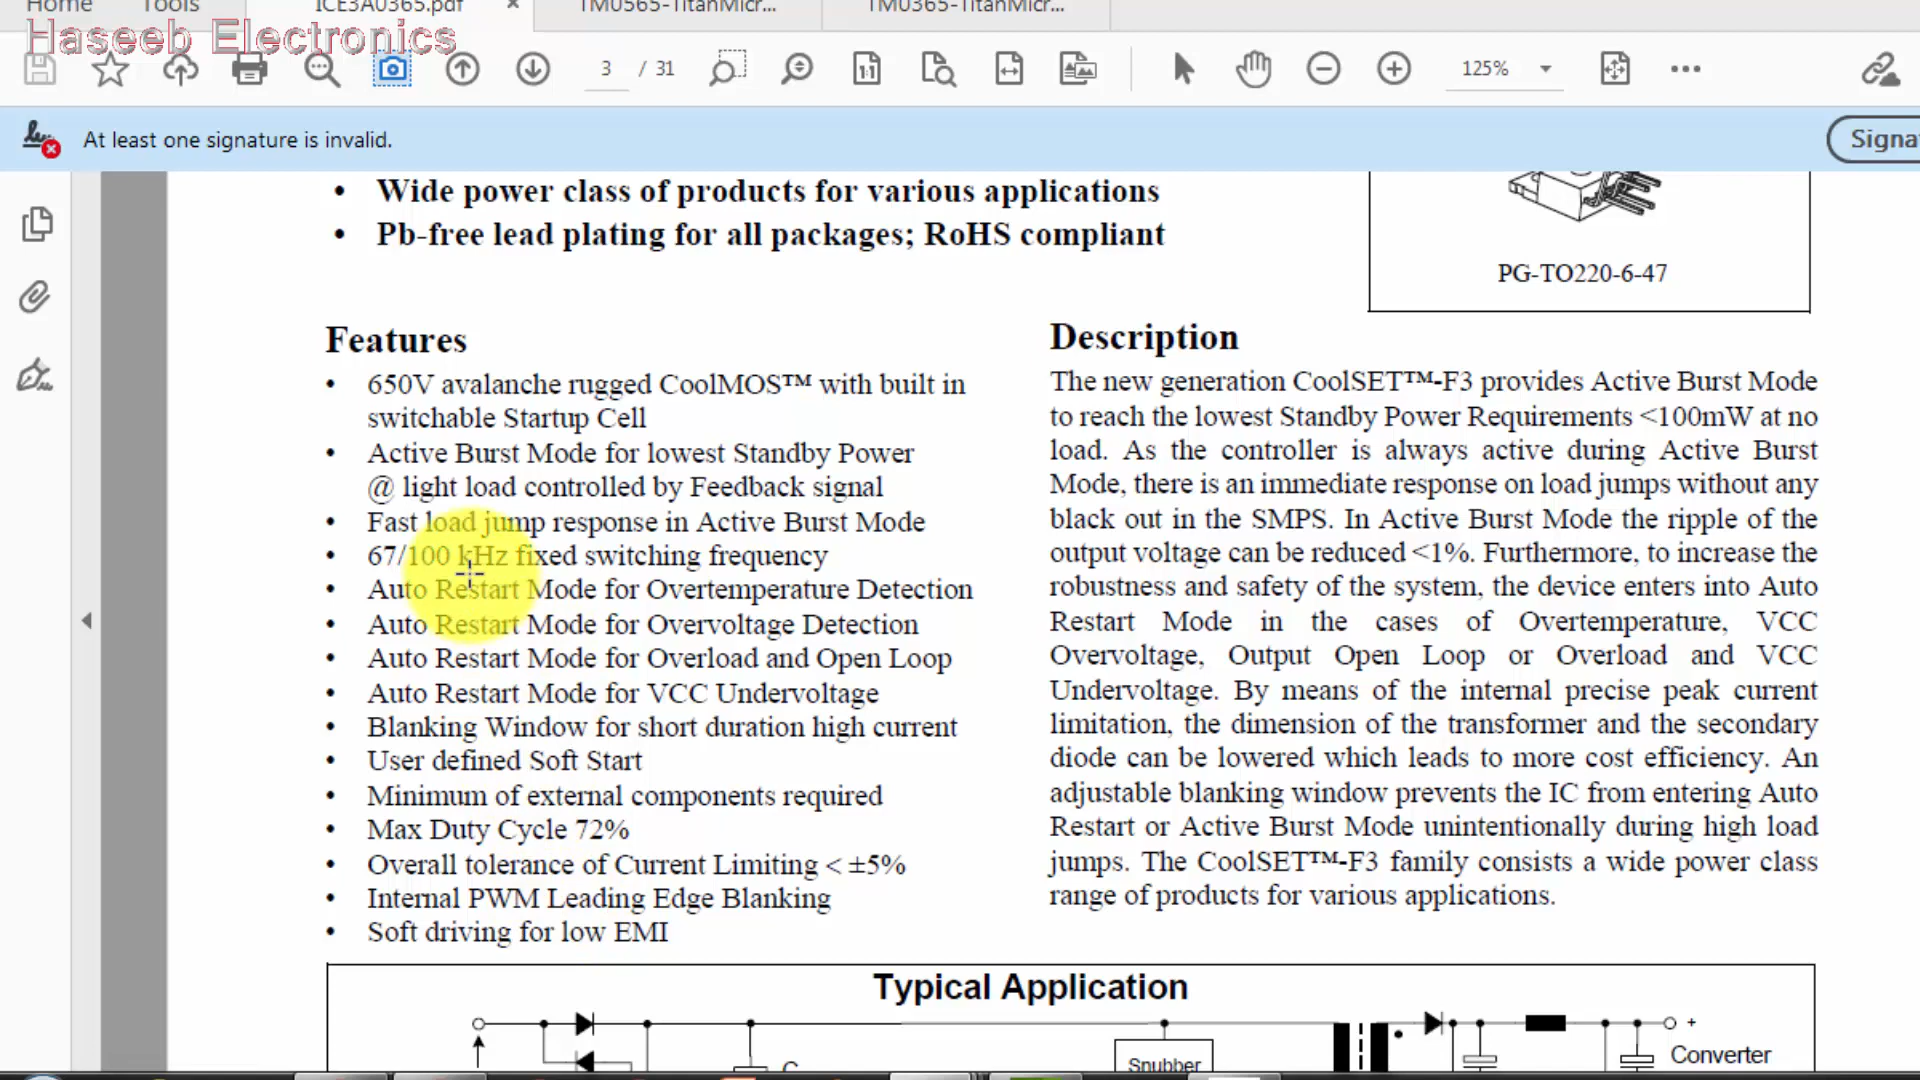 Home
Tools
ICE3A0365.pdf
×
TM0565-TitanMicr...
TM0365-TitanMicr...
Haseeb Electronics
3 / 31
125%
At least one signature is invalid.
Signa
• Wide power class of products for various applications
• Pb-free lead plating for all packages; RoHS compliant
PG-TO220-6-47
Features
• 650V avalanche rugged CoolMOS™ with built in
switchable Startup Cell
• Active Burst Mode for lowest Standby Power
@ light load controlled by Feedback signal
• Fast load jump response in Active Burst Mode
• 67/100 kHz fixed switching frequency
• Auto Restart Mode for Overtemperature Detection
• Auto Restart Mode for Overvoltage Detection
• Auto Restart Mode for Overload and Open Loop
• Auto Restart Mode for VCC Undervoltage
• Blanking Window for short duration high current
• User defined Soft Start
• Minimum of external components required
• Max Duty Cycle 72%
• Overall tolerance of Current Limiting < ±5%
• Internal PWM Leading Edge Blanking
• Soft driving for low EMI
Description
The new generation CoolSET™-F3 provides Active Burst Mode
to reach the lowest Standby Power Requirements <100mW at no
load. As the controller is always active during Active Burst
Mode, there is an immediate response on load jumps without any
black out in the SMPS. In Active Burst Mode the ripple of the
output voltage can be reduced <1%. Furthermore, to increase the
robustness and safety of the system, the device enters into Auto
Restart Mode in the cases of Overtemperature, VCC
Overvoltage, Output Open Loop or Overload and VCC
Undervoltage. By means of the internal precise peak current
limitation, the dimension of the transformer and the secondary
diode can be lowered which leads to more cost efficiency. An
adjustable blanking window prevents the IC from entering Auto
Restart or Active Burst Mode unintentionally during high load
jumps. The CoolSET™-F3 family consists a wide power class
range of products for various applications.
Typical Application
+
Snubber
Converter